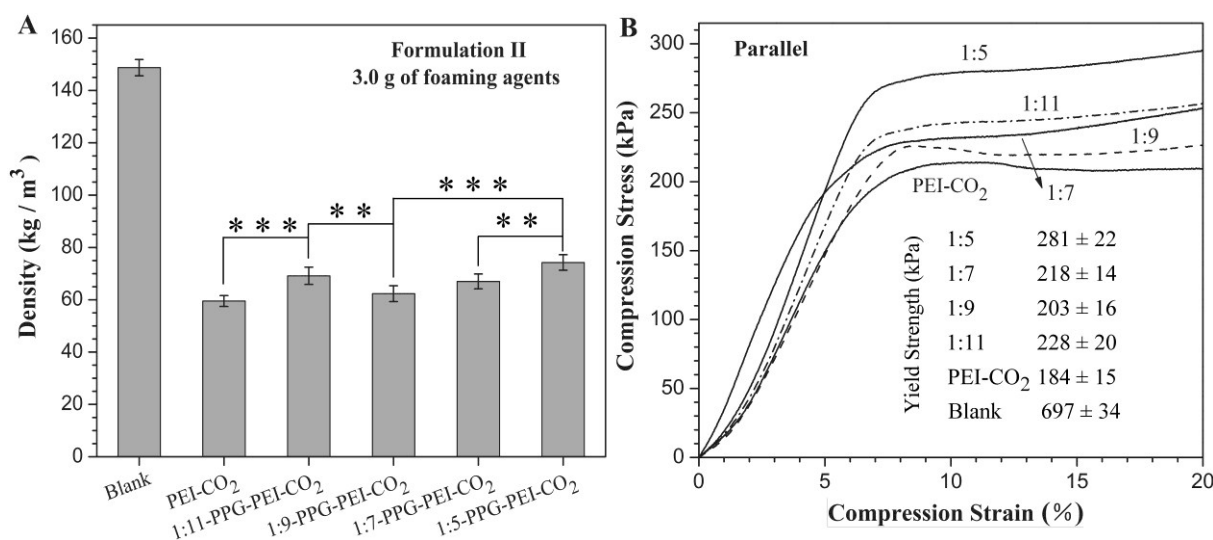 A
Formulation II
3.0 g of foaming agents
Density (kg / m³)
160
140
120
100
80
60
40
20
0
* * *
* *
* * *
* *
Blank
PEI-CO₂
1:11-PPG-PEI-CO₂
1:9-PPG-PEI-CO₂
1:7-PPG-PEI-CO₂
1:5-PPG-PEI-CO₂
B
Parallel
Compression Stress (kPa)
300
250
200
150
100
50
0
1:5
1:11
1:9
PEI-CO₂
1:7
Yield Strength (kPa)
1:5 281 ± 22
1:7 218 ± 14
1:9 203 ± 16
1:11 228 ± 20
PEI-CO₂ 184 ± 15
Blank 697 ± 34
0 5 10 15 20
Compression Strain (%)